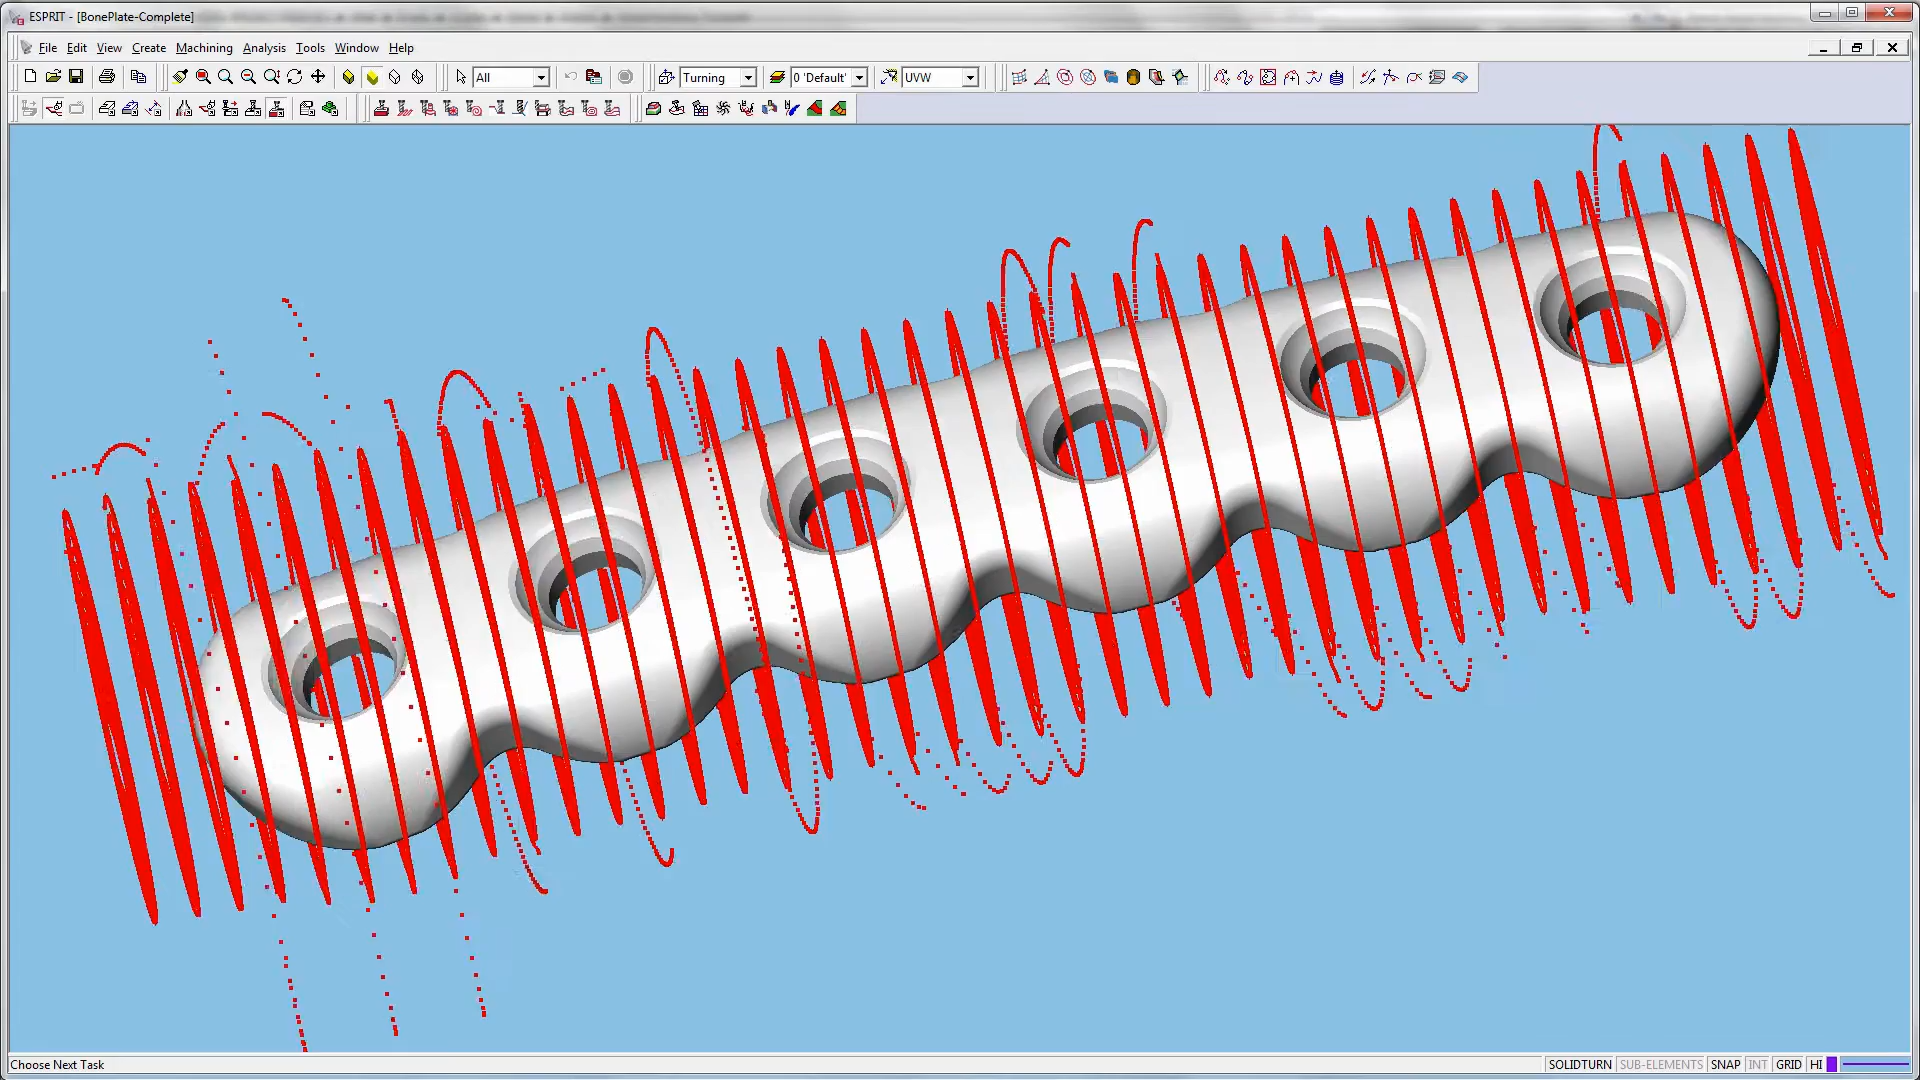 ESPRIT - [BonePlate-Complete]
File Edit View Create Machining Analysis Tools Window Help
All Turning 0 'Default' UVW
Choose Next Task SOLIDTURN SUB-ELEMENTS SNAP INT GRID HI